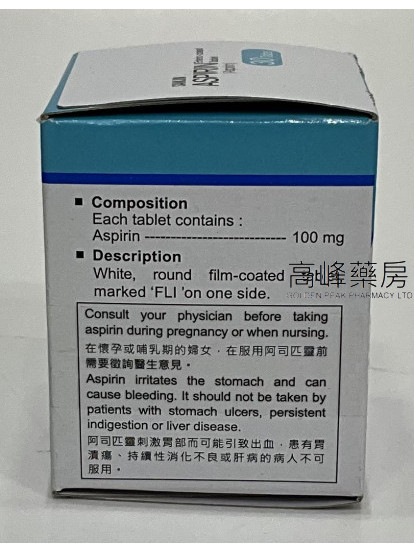 ASPIRIN
■ Composition
Each tablet contains :
Aspirin ---------------------------- 100 mg
■ Description
White, round film-coated
marked ‘FLI ’on one side.
高峰藥房
GOLDEN PEAK PHARMACY LTD
Consult your physician before taking
aspirin during pregnancy or when nursing.
在懷孕或哺乳期的婦女，在服用阿司匹靈前
需要徵詢醫生意見。
Aspirin irritates the stomach and can
cause bleeding. It should not be taken by
patients with stomach ulcers, persistent
indigestion or liver disease.
阿司匹靈刺激胃部而可能引致出血，患有胃
潰瘍、持續性消化不良或肝病的病人不可
服用。